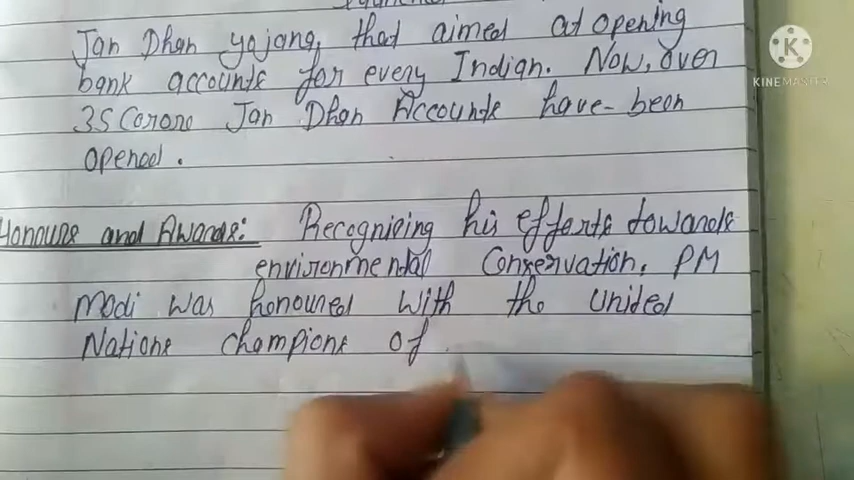 Jan Dhan yojana, that aimed at opening
bank accounts for every Indian. Now, over
35 Corore Jan Dhan Accounts have been
opened.
Honours and Awards: Recognizing his efforts towards
environmental Conservation, PM
Modi was honoured with the United
Nations champions of
KINEMASTER